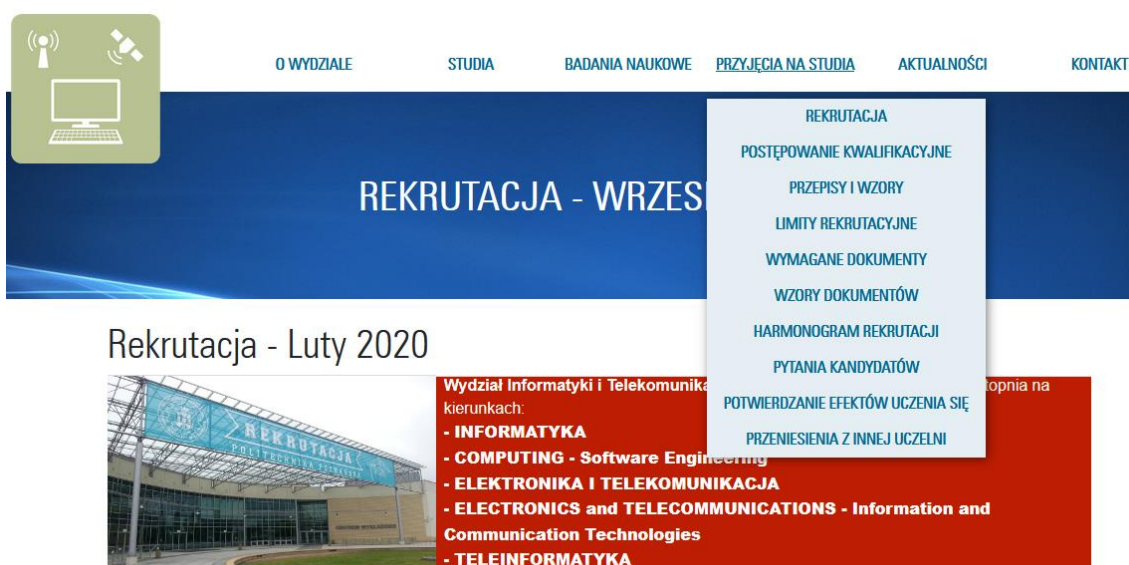 O WYDZIALE STUDIA BADANIA NAUKOWE PRZYJĘCIA NA STUDIA AKTUALNOŚCI KONTAKT
REKRUTACJA
POSTĘPOWANIE KWALIFIKACYJNE
PRZEPISY I WZORY
LIMITY REKRUTACYJNE
WYMAGANE DOKUMENTY
WZORY DOKUMENTÓW
HARMONOGRAM REKRUTACJI
PYTANIA KANDYDATÓW
POTWIERDZANIE EFEKTÓW UCZENIA SIĘ
PRZENIESIENIA Z INNEJ UCZELNI
REKRUTACJA - WRZES
Rekrutacja - Luty 2020
REKRUTACJA
POLITECHNIKA POZNAŃSKA
Wydział Informatyki i Telekomunika
topnia na
kierunkach:
- INFORMATYKA
- COMPUTING - Software Engineering
- ELEKTRONIKA I TELEKOMUNIKACJA
- ELECTRONICS and TELECOMMUNICATIONS - Information and
Communication Technologies
- TELEINFORMATYKA